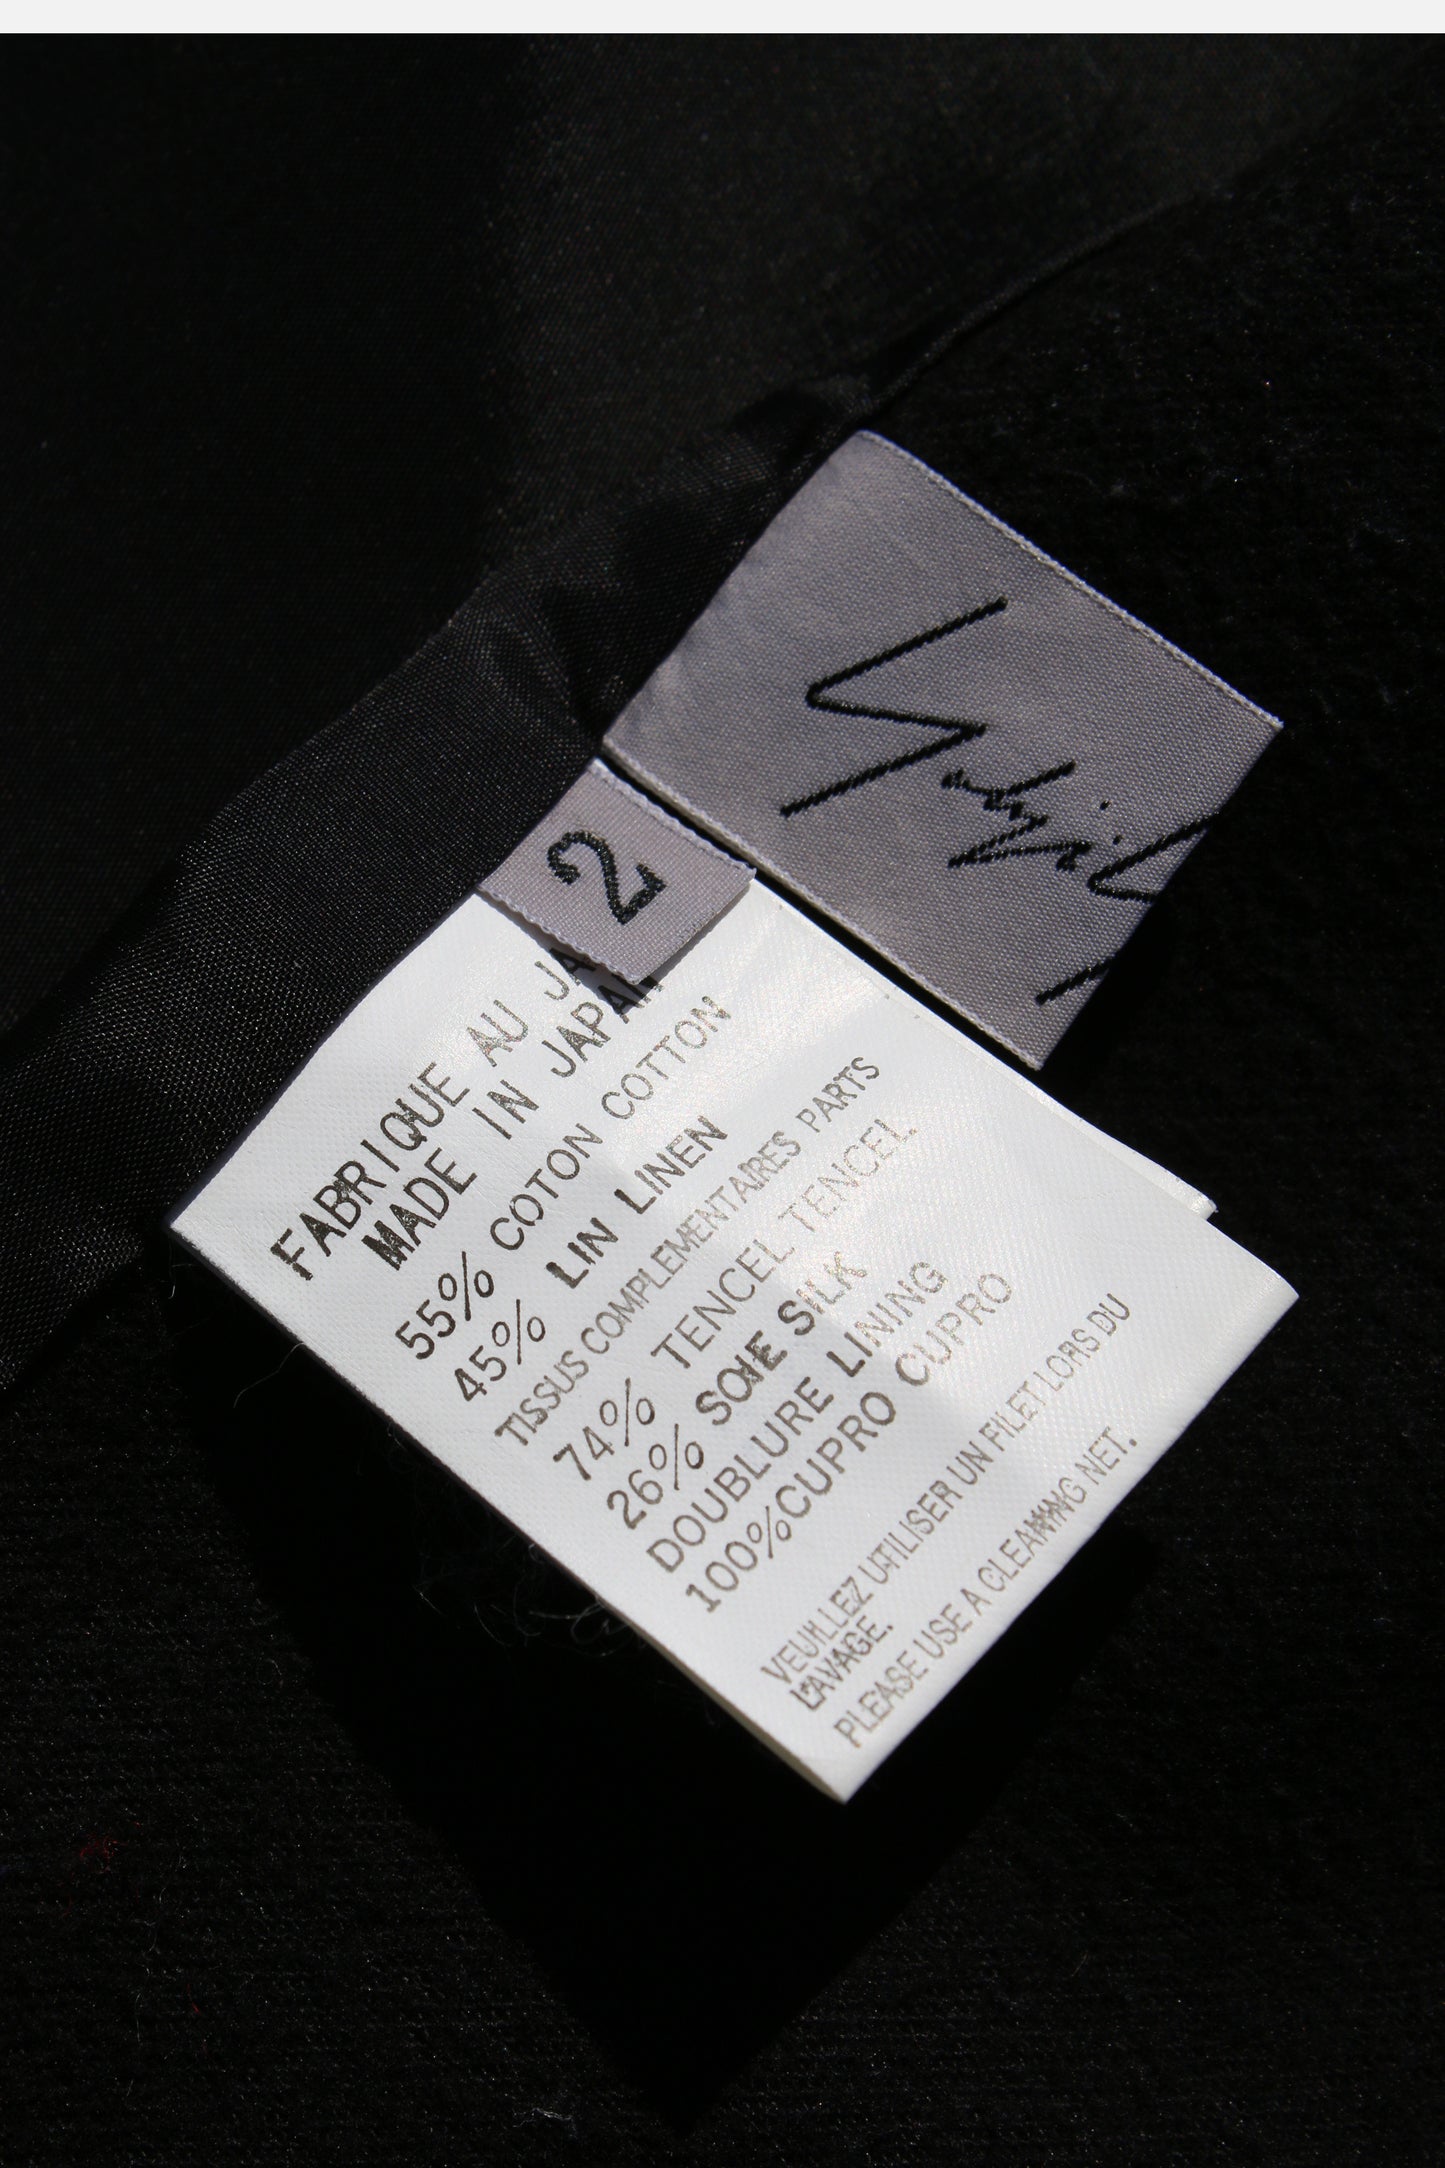 2
FABRIQUE AU JA
MADE IN JAPAN
55% COTON COTTON
45% LIN LINEN
TISSUS COMPLEMENTAIRES PARTS
74% TENCEL TENCEL.
26% SOIE SILK
DOUBLURE LINING
100%CUPRO CUPRO
VEUILLEZ UTILISER UN FILET LORS DU
LAVAGE.
PLEASE USE A CLEANING NET.